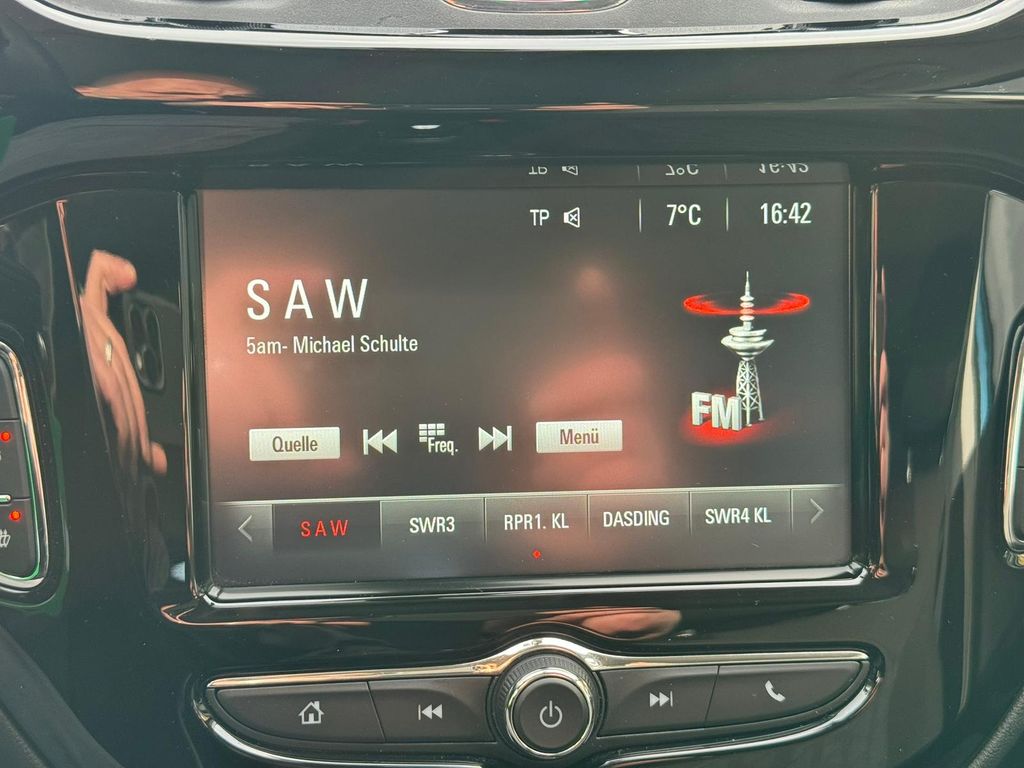 TP 7°C 16:42
SAW
5am- Michael Schulte
FM
Quelle Freq. Menü
SAW SWR3 RPR1. KL DASDING SWR4 KL